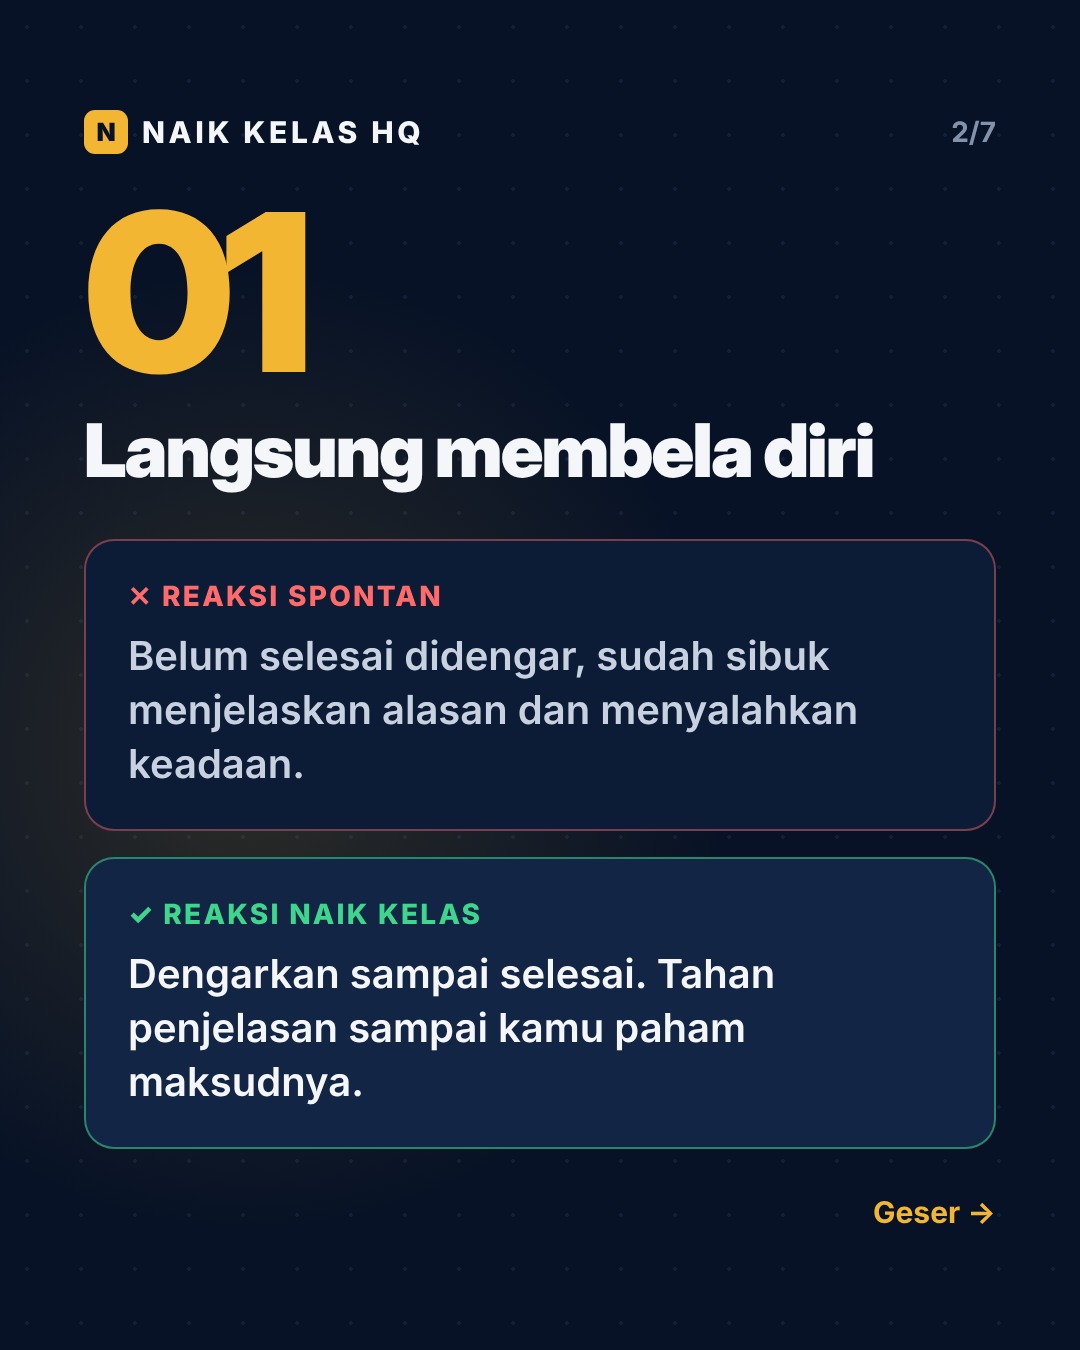 N NAIK KELAS HQ
2/7
01
Langsung membela diri
✕ REAKSI SPONTAN
Belum selesai didengar, sudah sibuk
menjelaskan alasan dan menyalahkan
keadaan.
✓ REAKSI NAIK KELAS
Dengarkan sampai selesai. Tahan
penjelasan sampai kamu paham
maksudnya.
Geser →